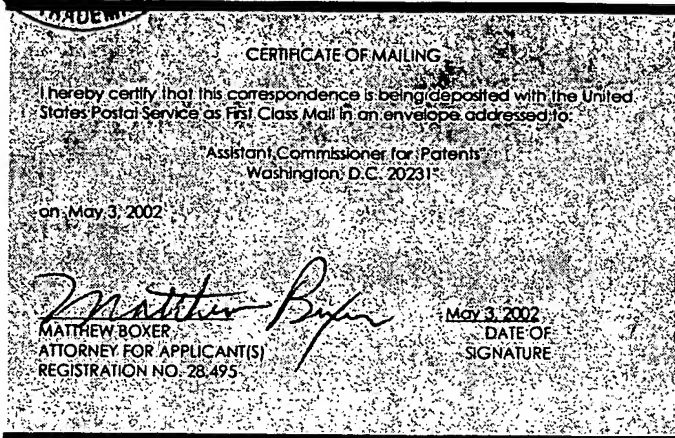 TRADEM
CERTIFICATE OF MAILING
I hereby certify that this correspondence is being deposited with the United
States Postal Service as First Class Mail in an envelope addressed to:
"Assistant Commissioner for Patents"
Washington, D.C. 20231"
on May 3, 2002
Matthew Boxer
MATTHEW BOXER
ATTORNEY FOR APPLICANT(S)
REGISTRATION NO. 28,495
May 3, 2002
DATE OF
SIGNATURE